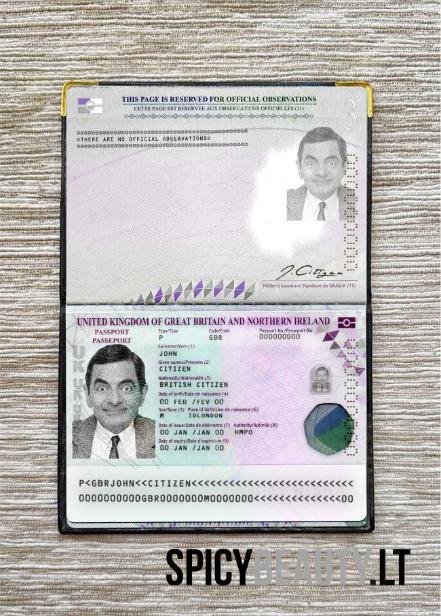 THIS PAGE IS RESERVED FOR OFFICIAL OBSERVATIONS
CETTE PAGE EST RESERVEE AUX OBSERVATIONS OFFICIELLES (11)
*THERE ARE NO OFFICIAL OBSERVATIONS*
J. Citizen
Holder's signature/Signature du titulaire (10)
UNITED KINGDOM OF GREAT BRITAIN AND NORTHERN IRELAND
PASSPORT
PASSEPORT
Type/Type Code/Code Passport No./Passeport No.
P GBR 000000000
Surname/Nom (1)
JOHN
Given names/Prénoms (2)
CITIZEN
Nationality/Nationalité (3)
BRITISH CITIZEN
Date of birth/Date de naissance (4)
00 FEB /FEV 00
Sex/Sexe (5) Place of birth/Lieu de naissance (6)
M IOLONDON
Date of issue/Date de délivrance (7) Authority/Autorité (8)
00 JAN /JAN 00 HMPO
Date of expiry/Date d'expiration (9)
00 JAN /JAN 00
P<GBRJOHN<<CITIZEN<<<<<<<<<<<<<<<<<<<<<<<<<<
0000000000GBR0000000M0000000<<<<<<<<<<<<<<00
SPICYBEAUTY.LT